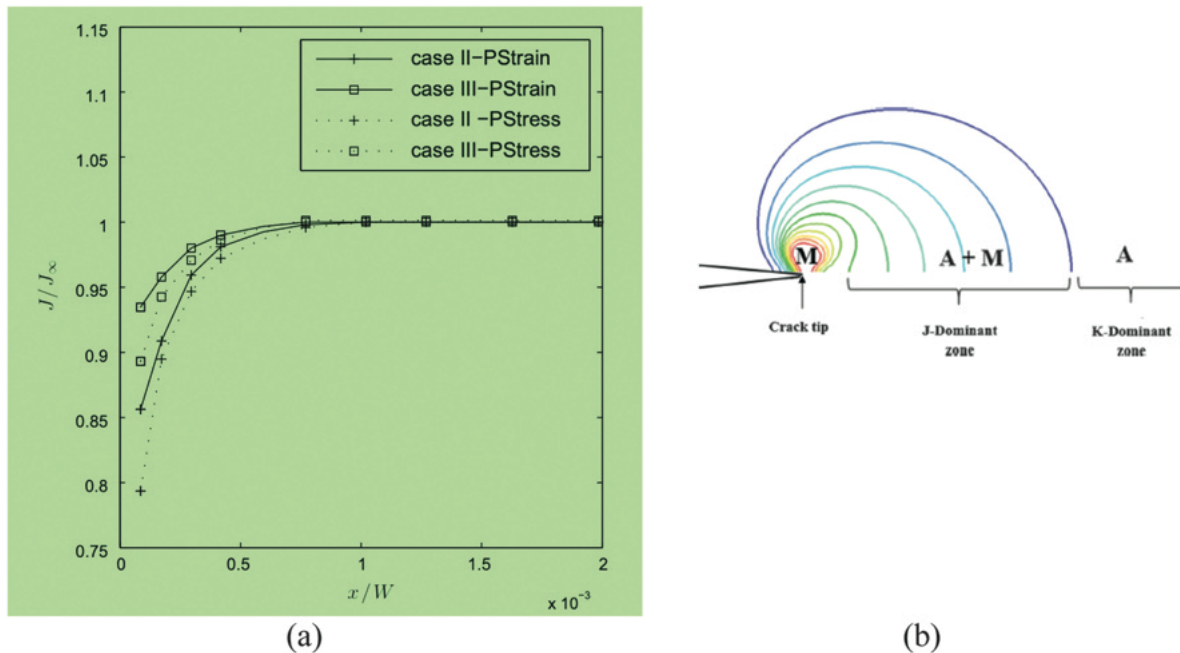 1.15
1.1
1.05
1
0.95
0.9
0.85
0.8
0.75
J/J∞
case II−PStrain
case III−PStrain
case II −PStress
case III−PStress
0
0.5
1
1.5
2
x/W
x 10⁻³
(a)
M
A + M
A
Crack tip
J-Dominant
zone
K-Dominant
zone
(b)